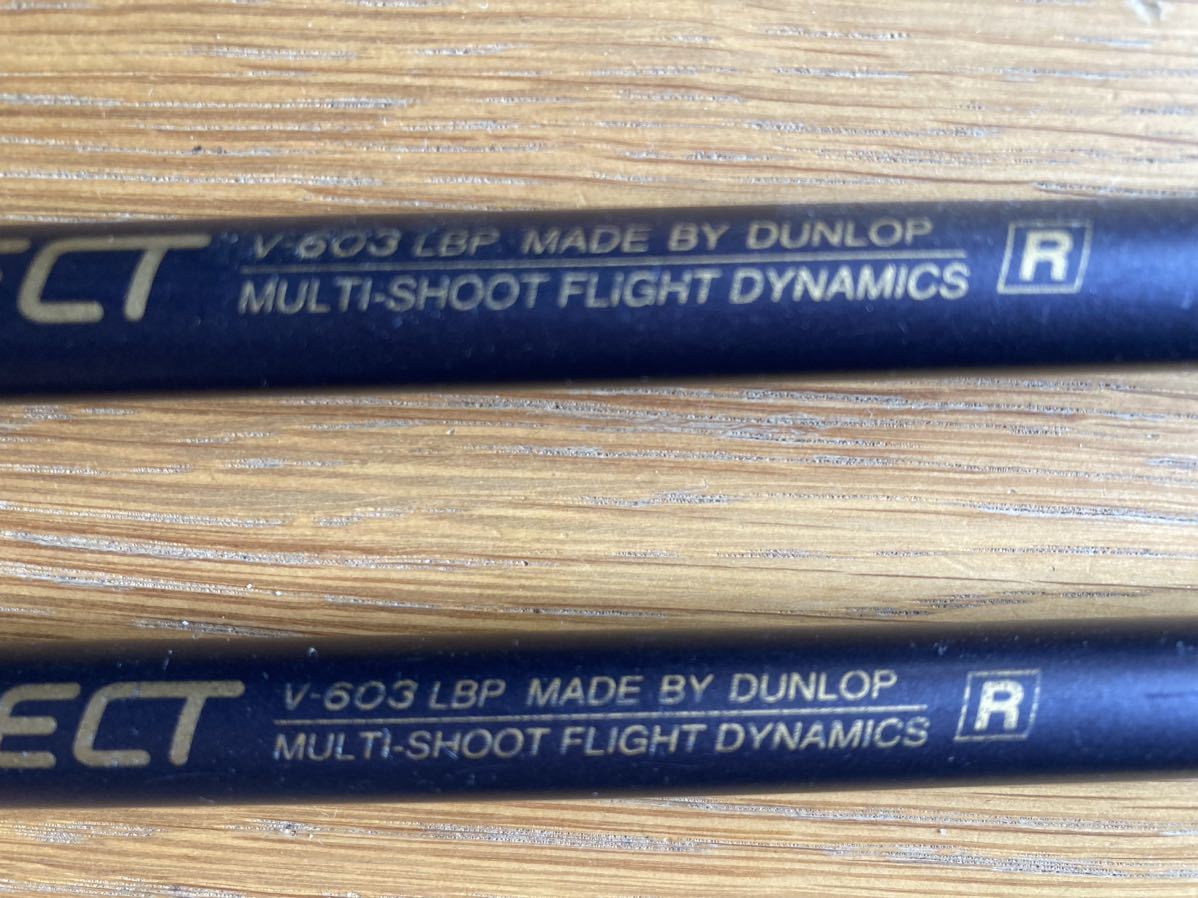 ECT V-603 LBP MADE BY DUNLOP R
MULTI-SHOOT FLIGHT DYNAMICS
ECT V-603 LBP MADE BY DUNLOP R
MULTI-SHOOT FLIGHT DYNAMICS